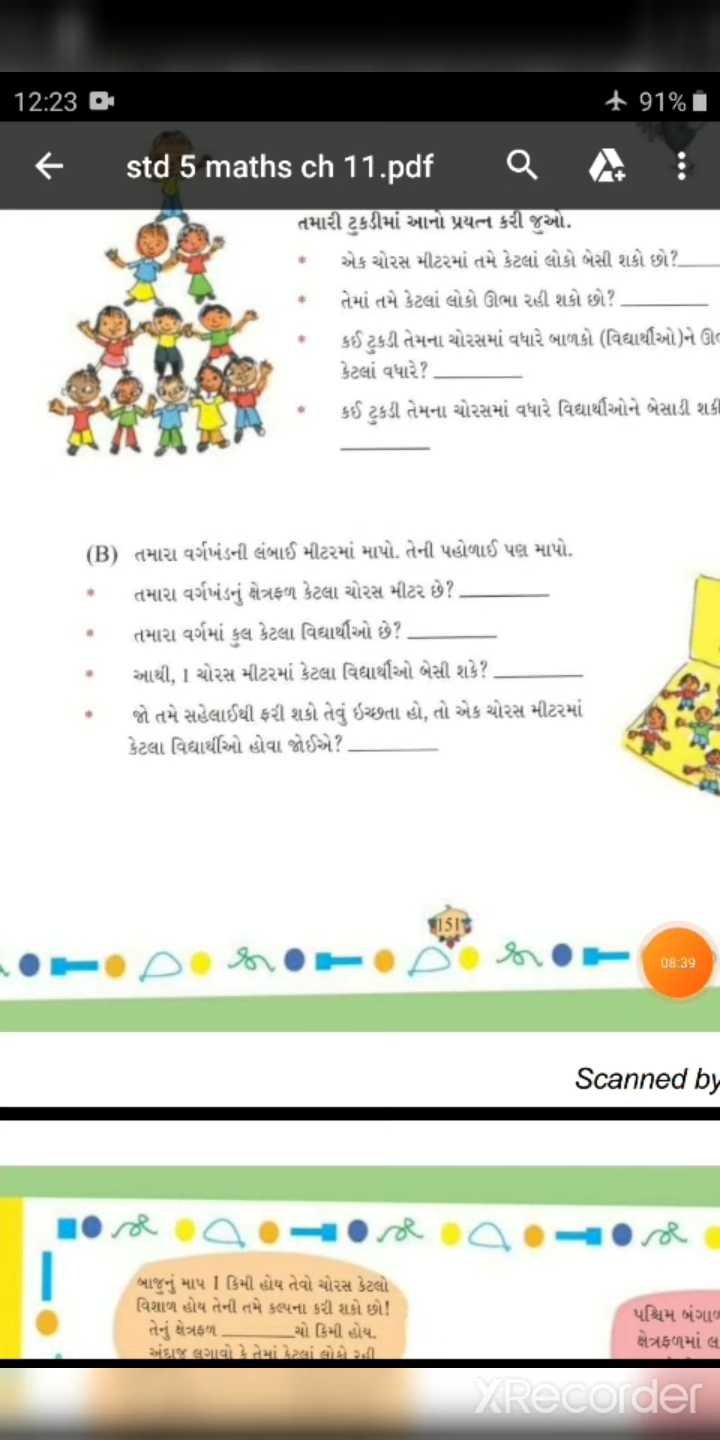 12:23
91%
std 5 maths ch 11.pdf
તમારી ટુકડીમાં આનો પ્રયત્ન કરી જુઓ.
* એક ચોરસ મીટરમાં તમે કેટલાં લોકો બેસી શકો છો?
* તેમાં તમે કેટલાં લોકો ઊભા રહી શકો છો?
* કઈ ટુકડી તેમના ચોરસમાં વધારે બાળકો (વિદ્યાર્થીઓ)ને
કેટલાં વધારે?
* કઈ ટુકડી તેમના ચોરસમાં વધારે વિદ્યાર્થીઓને બેસાડી
(B) તમારા વર્ગખંડની લંબાઈ મીટરમાં માપો. તેની પહોળાઈ પણ માપો.
* તમારા વર્ગખંડનું ક્ષેત્રફળ કેટલા ચોરસ મીટર છે?
* તમારા વર્ગમાં કુલ કેટલા વિદ્યાર્થીઓ છે?
* આથી, 1 ચોરસ મીટરમાં કેટલા વિદ્યાર્થીઓ બેસી શકે?
* જો તમે સહેલાઈથી ફરી શકો તેવું ઇચ્છતા હો, તો એક ચોરસ મીટરમાં
કેટલા વિદ્યાર્થીઓ હોવા જોઈએ?
151
08:39
Scanned by
બાજુનું માપ 1 કિમી હોય તેવો ચોરસ કેટલો
વિશાળ હોય તેની તમે કલ્પના કરી શકો છો!
તેનું ક્ષેત્રફળ ચો કિમી હોય.
અંદાજ લગાવો કે તેમાં કેટલાં લોકો રહી
પશ્ચિમ
ક્ષેત્રફળમાં
XRecorder